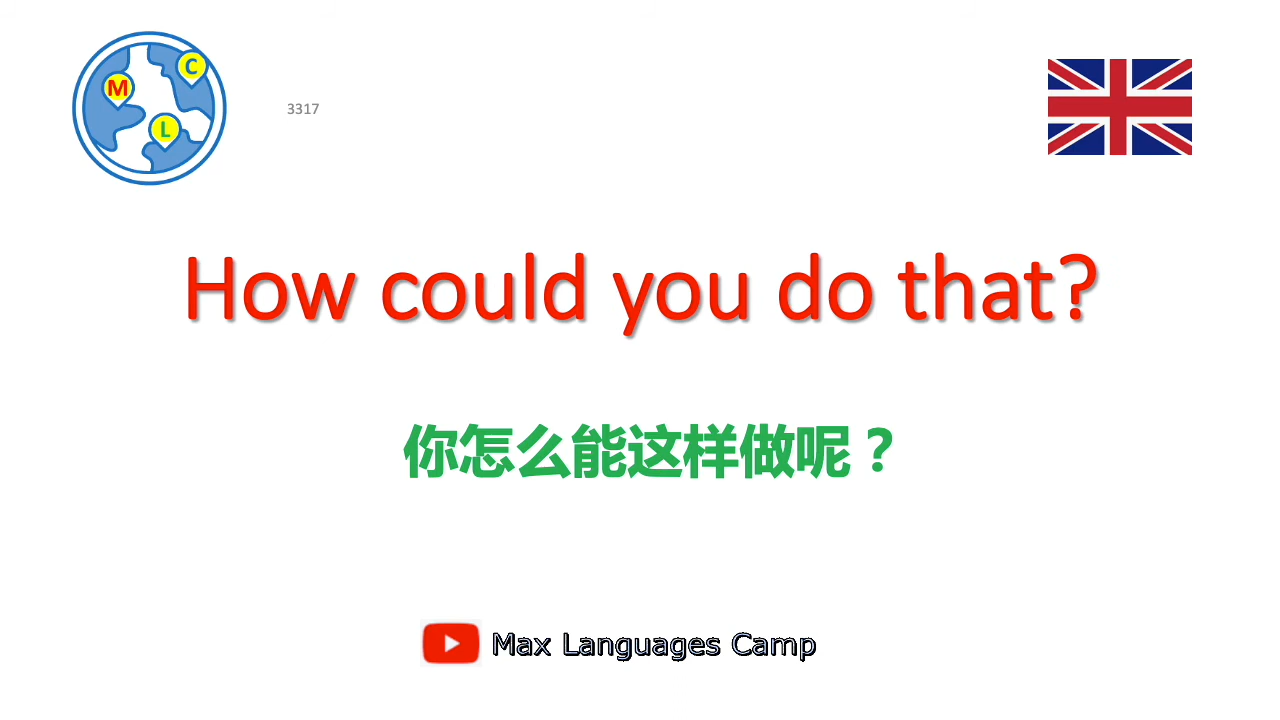 M
C
L
3317
How could you do that?
你怎么能这样做呢？
Max Languages Camp